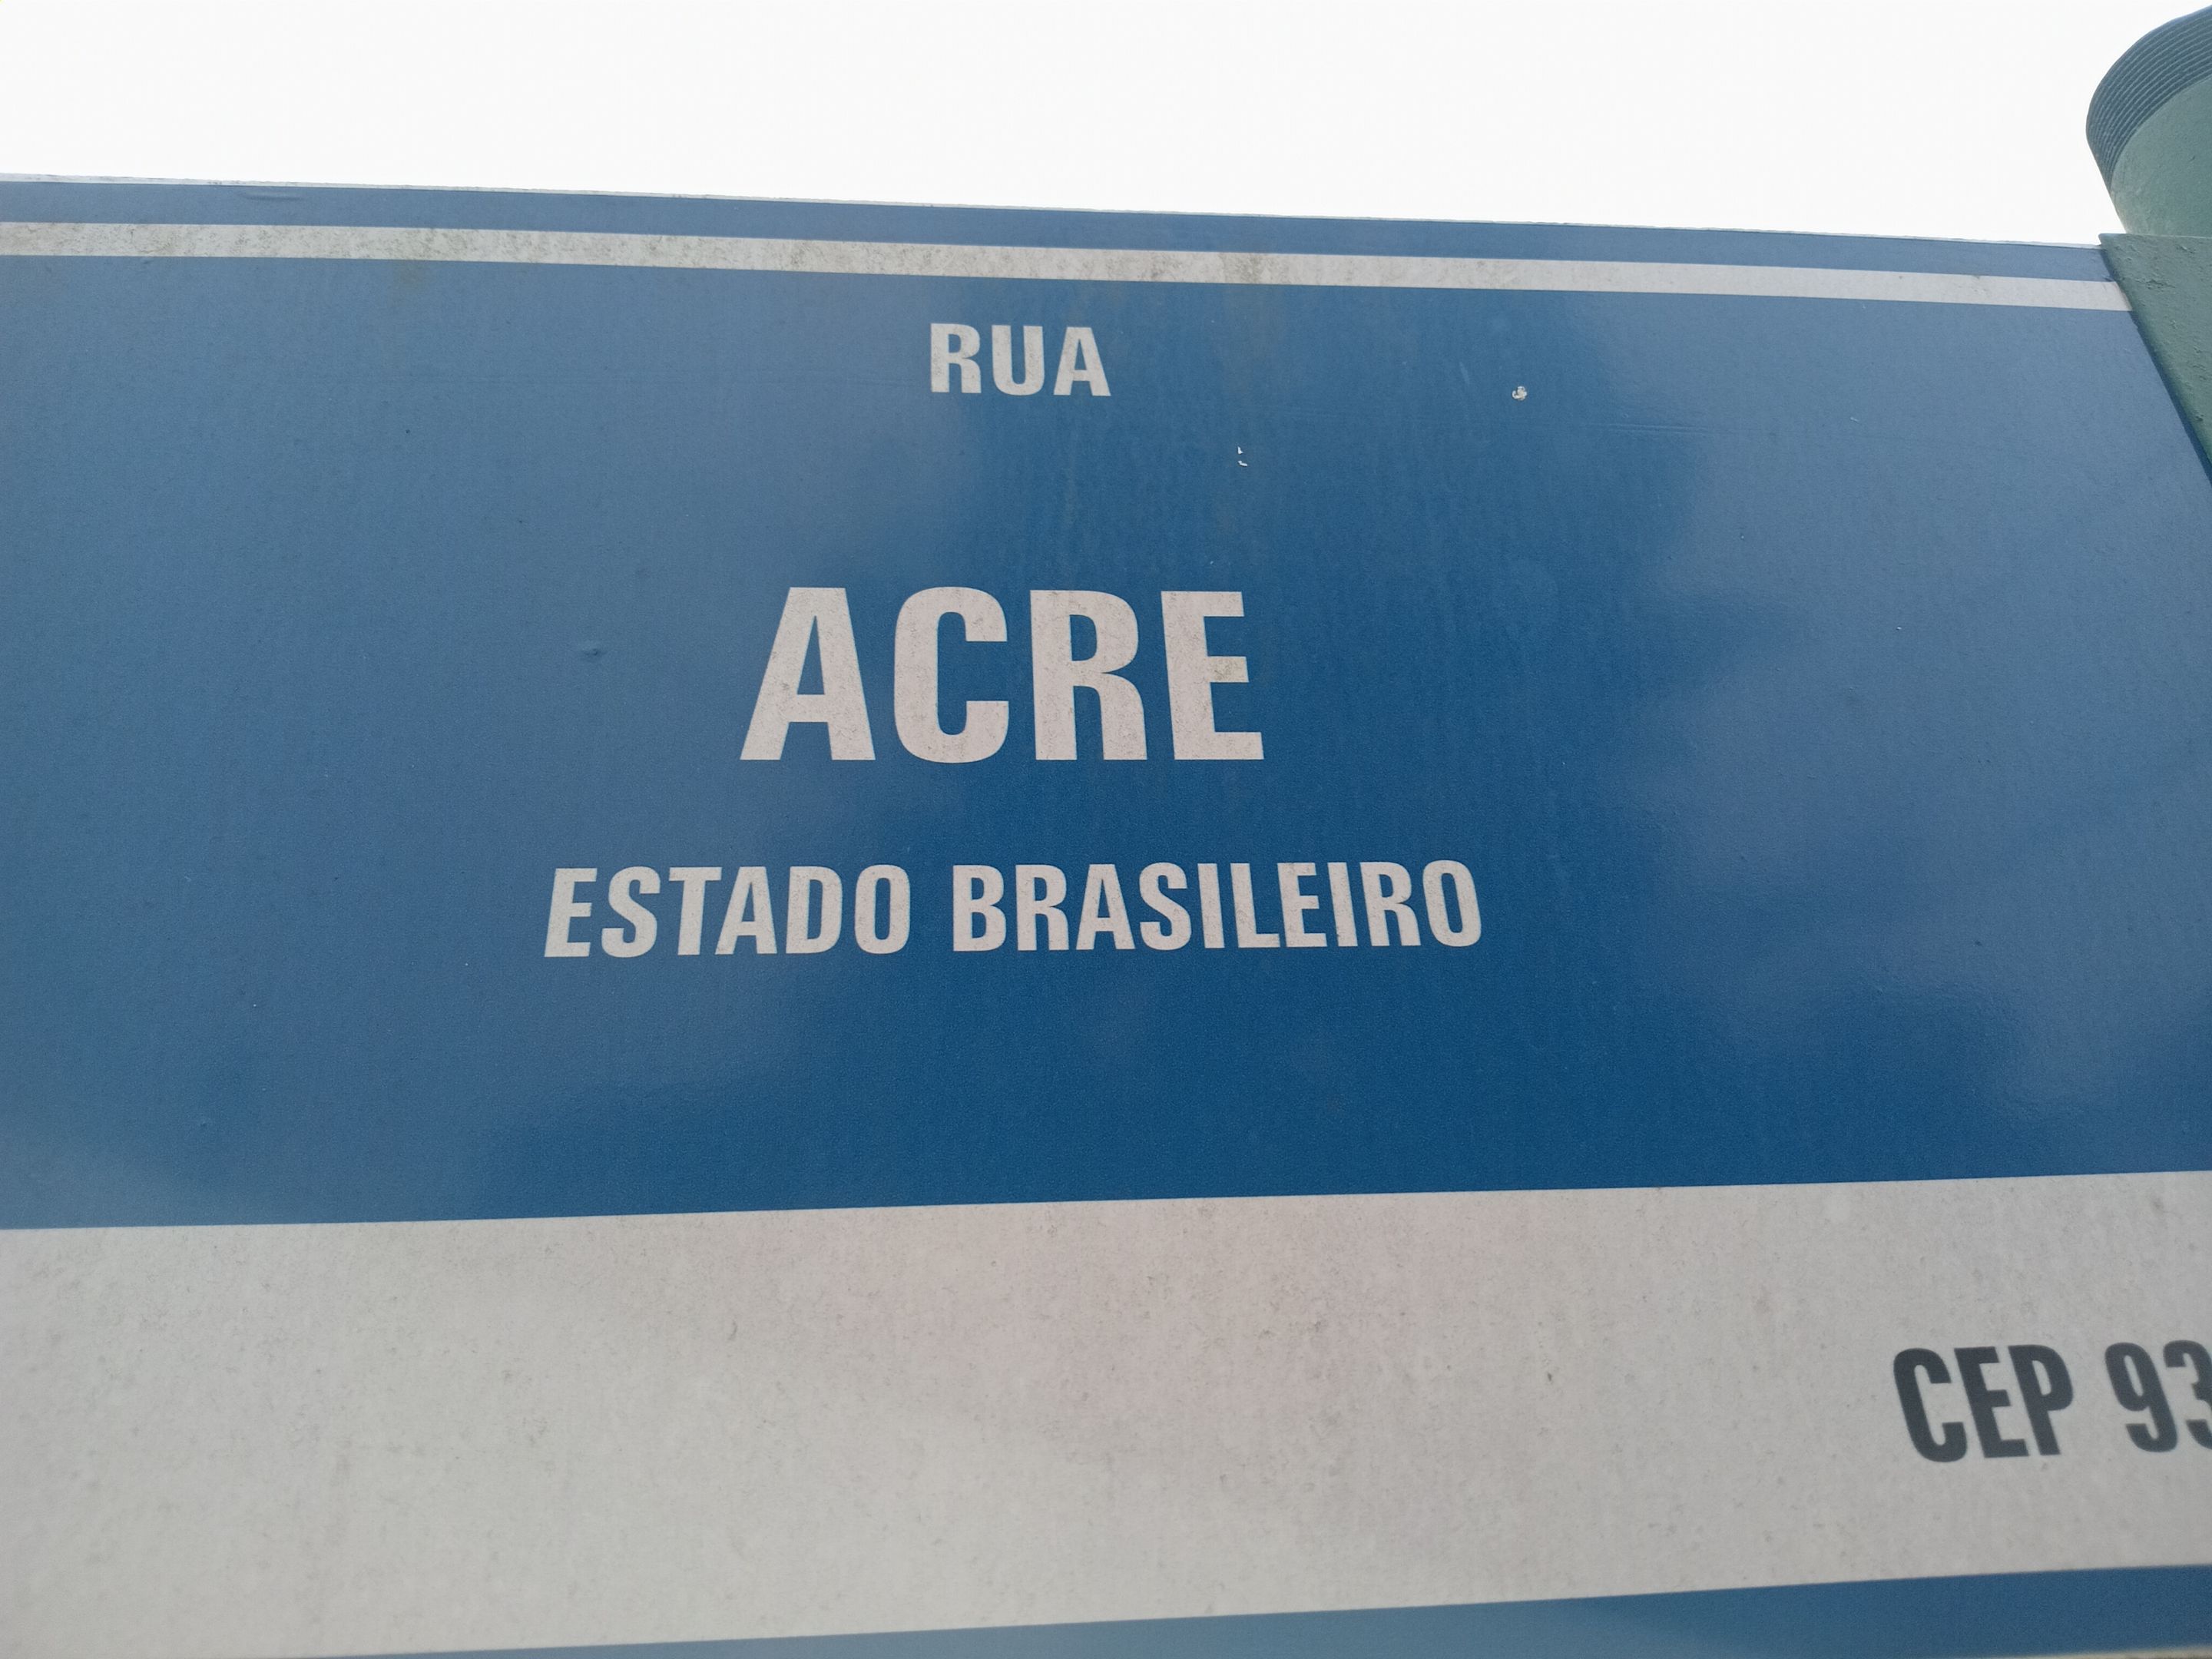 RUA
ACRE
ESTADO BRASILEIRO
CEP 93